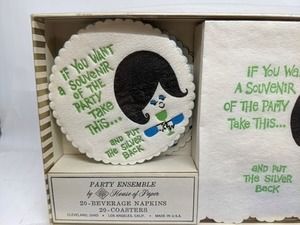 IF YOU WANT
A SOUVENIR
OF THE
PARTY
TAKE
THIS...
AND PUT
THE SILVER
BACK
IF YOU WA
A SOUVENIR
OF THE PARTY
TAKE THIS...
AND PUT
THE SILVER
BACK
PARTY ENSEMBLE
by House of Paper
25-BEVERAGE NAPKINS
20-COASTERS
CLEVELAND, OHIO • LOS ANGELES, CALIF. • MADE IN U.S.A.